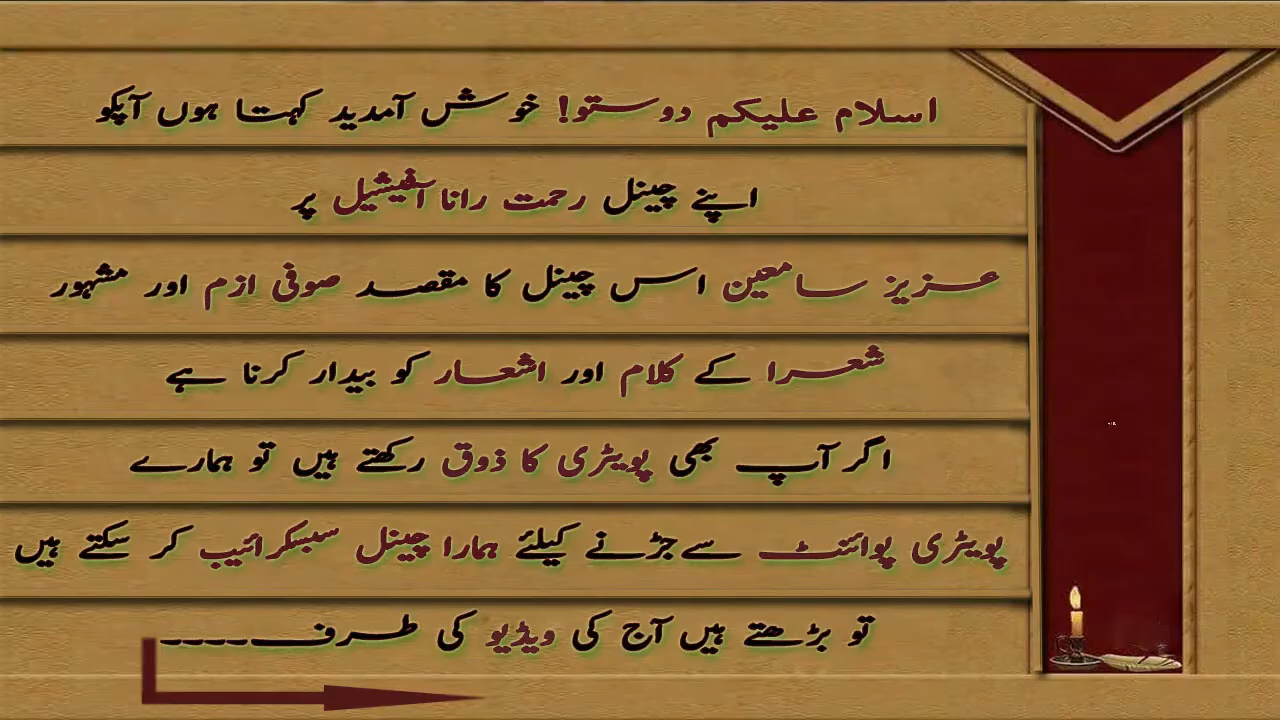 اسلام علیکم دوستو! خوش آمدید کہتا ہوں آپکو
اپنے چینل رحمت رانا آفیشیل پر
عزیز سامعین اس چینل کا مقصد صوفی ازم اور مشہور
شعرا کے کلام اور اشعار کو بیدار کرنا ہے
اگر آپ بھی پویٹری کا ذوق رکھتے ہیں تو ہمارے
پویٹری پوائنٹ سے جڑنے کیلئے ہمارا چینل سبسکرائیب کر سکتے ہیں
تو بڑھتے ہیں آج کی ویڈیو کی طرف۔۔۔۔